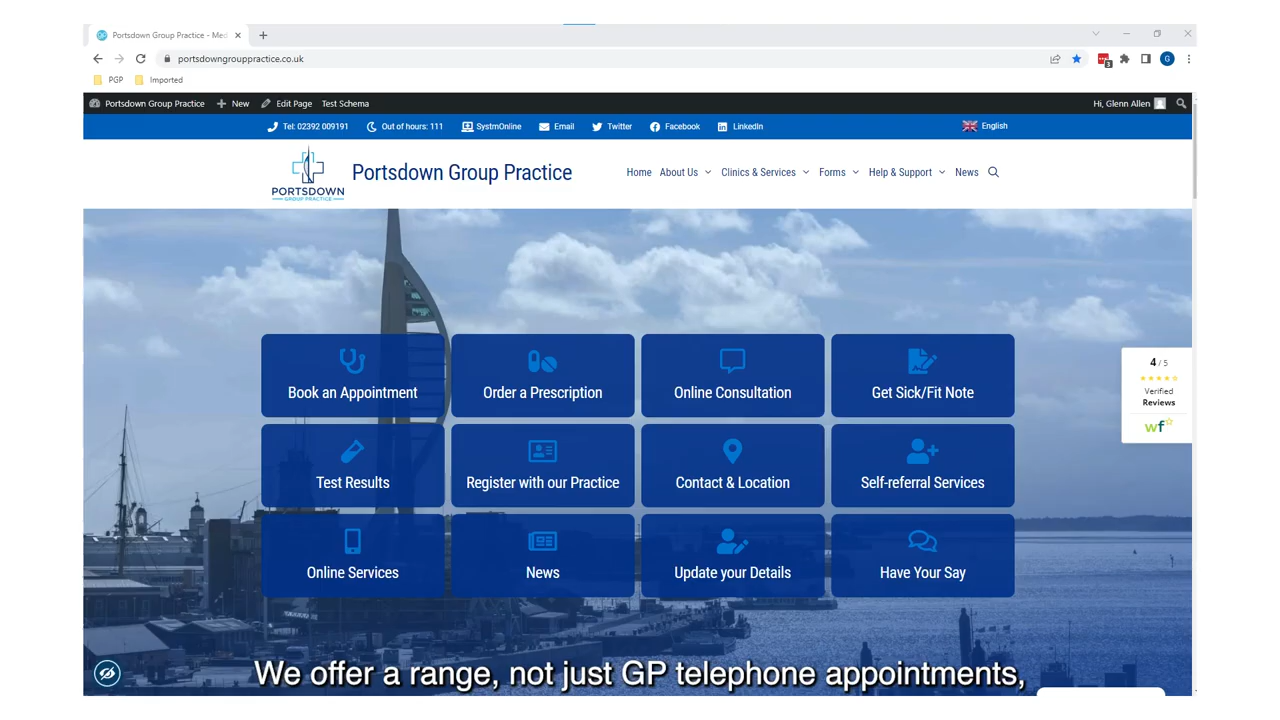 Portsdown Group Practice - Med
portsdowngrouppractice.co.uk
G
PGP Imported
Portsdown Group Practice New Edit Page Test Schema Hi, Glenn Allen
Tel: 02392 009191 Out of hours: 111 SystmOnline Email Twitter Facebook LinkedIn English
PORTSDOWN
GROUP PRACTICE
Portsdown Group Practice
Home About Us Clinics & Services Forms Help & Support News
Book an Appointment Order a Prescription Online Consultation Get Sick/Fit Note
Test Results Register with our Practice Contact & Location Self-referral Services
Online Services News Update your Details Have Your Say
4 / 5
Verified
Reviews
wf
We offer a range, not just GP telephone appointments,